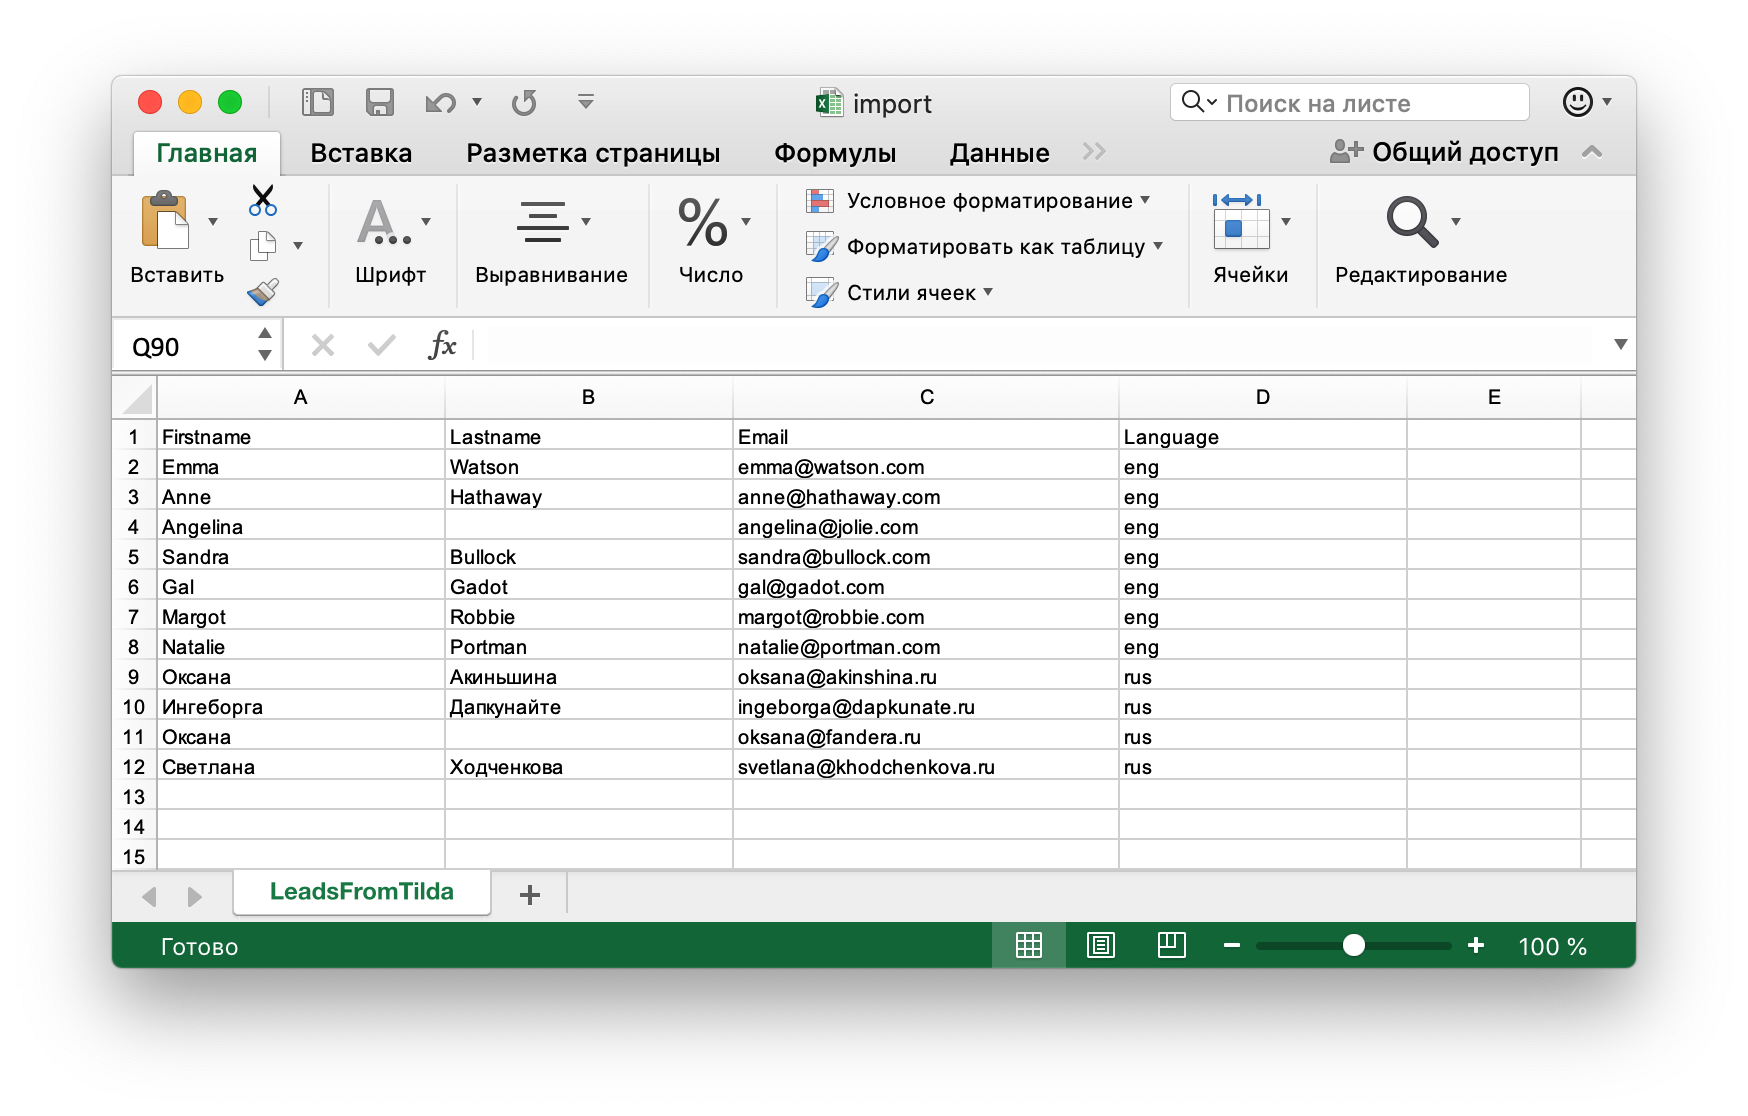 import
Поиск на листе
Главная Вставка Разметка страницы Формулы Данные Общий доступ
Вставить Шрифт Выравнивание % Число
Условное форматирование
Форматировать как таблицу
Стили ячеек
Ячейки Редактирование
Q90 fx
A B C D E
1 Firstname Lastname Email Language
2 Emma Watson emma@watson.com eng
3 Anne Hathaway anne@hathaway.com eng
4 Angelina angelina@jolie.com eng
5 Sandra Bullock sandra@bullock.com eng
6 Gal Gadot gal@gadot.com eng
7 Margot Robbie margot@robbie.com eng
8 Natalie Portman natalie@portman.com eng
9 Оксана Акиньшина oksana@akinshina.ru rus
10 Ингеборга Дапкунайте ingeborga@dapkunate.ru rus
11 Оксана oksana@fandera.ru rus
12 Светлана Ходченкова svetlana@khodchenkova.ru rus
13
14
15
LeadsFromTilda +
Готово 100 %